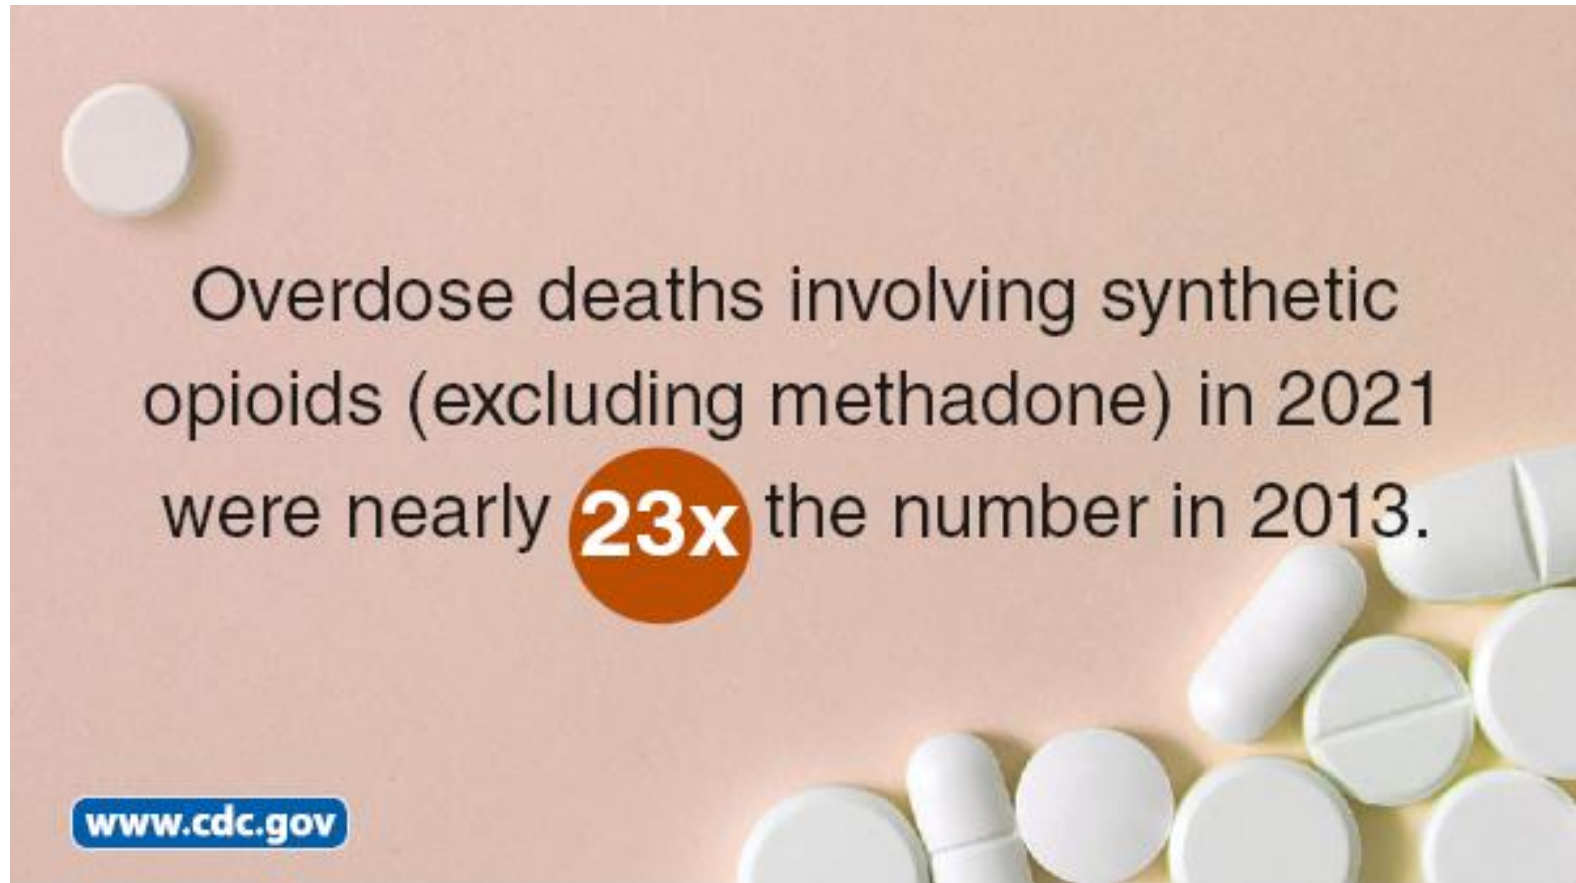 Overdose deaths involving synthetic
opioids (excluding methadone) in 2021
were nearly 23x the number in 2013.
www.cdc.gov